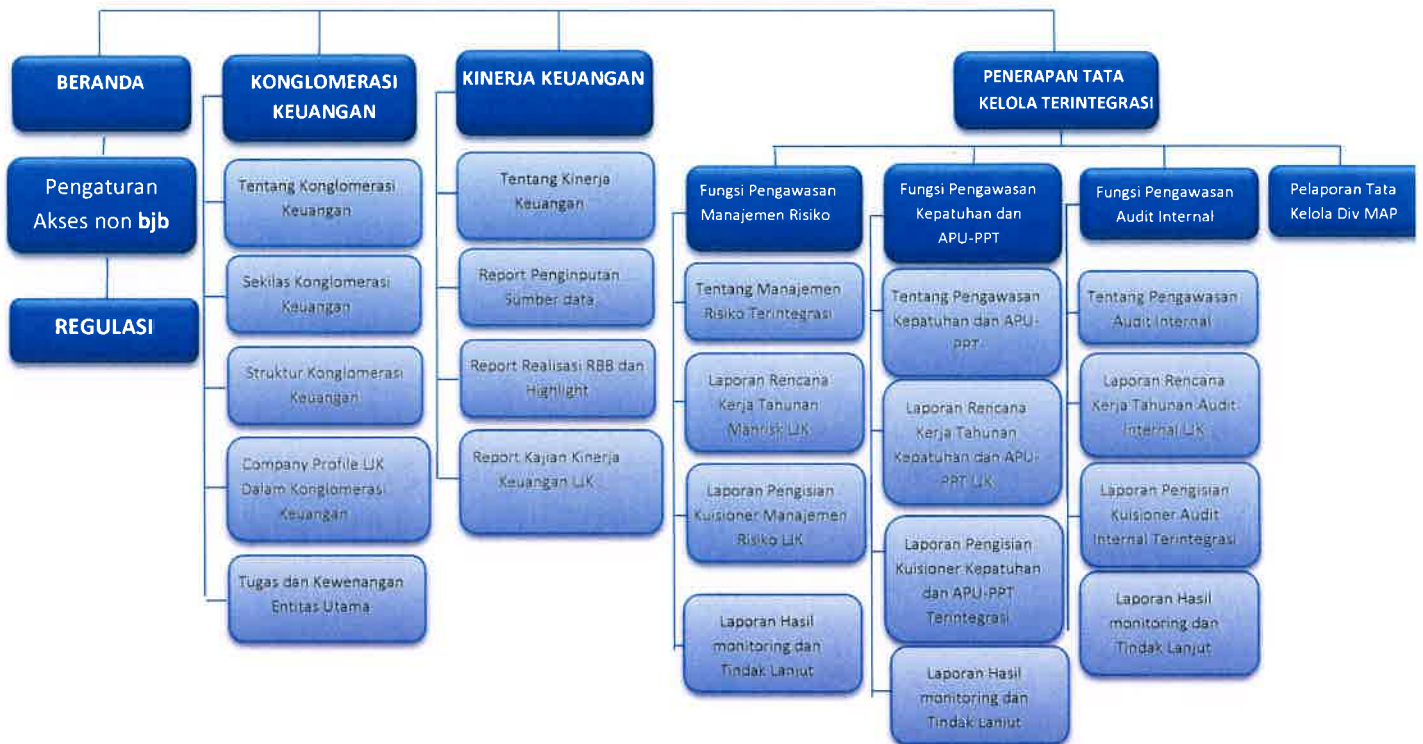 BERANDA
Pengaturan
Akses non bjb
REGULASI
KONGLOMERASI
KEUANGAN
Tentang Konglomerasi
Keuangan
Sekilas Konglomerasi
Keuangan
Struktur Konglomerasi
Keuangan
Company Profile LJK
Dalam Konglomerasi
Keuangan
Tugas dan Kewenangan
Entitas Utama
KINERJA KEUANGAN
Tentang Kinerja
Keuangan
Report Penginputan
Sumber data
Report Realisasi RBB dan
Highlight
Report Kajian Kinerja
Keuangan LJK
PENERAPAN TATA
KELOLA TERINTEGRASI
Fungsi Pengawasan
Manajemen Risiko
Tentang Manajemen
Risiko Terintegrasi
Laporan Rencana
Kerja Tahunan
Manrisk LJK
Laporan Pengisian
Kuisioner Manajemen
Risiko LJK
Laporan Hasil
monitoring dan
Tindak Lanjut
Fungsi Pengawasan
Kepatuhan dan
APU-PPT
Tentang Pengawasan
Kepatuhan dan APU-
PPT
Laporan Rencana
Kerja Tahunan
Kepatuhan dan APU-
PPT LJK
Laporan Pengisian
Kuisioner Kepatuhan
dan APU-PPT
Terintegrasi
Laporan Hasil
monitoring dan
Tindak Lanjut
Fungsi Pengawasan
Audit Internal
Tentang Pengawasan
Audit Internal
Laporan Rencana
Kerja Tahunan Audit
Internal LJK
Laporan Pengisian
Kuisioner Audit
Internal Terintegrasi
Laporan Hasil
monitoring dan
Tindak Lanjut
Pelaporan Tata
Kelola Div MAP